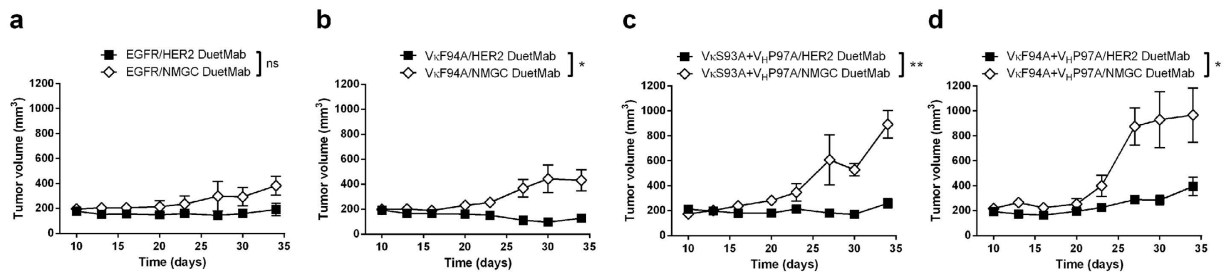 a
EGFR/HER2 DuetMab
EGFR/NMGC DuetMab
ns
Tumor volume (mm³)
1200
1000
800
600
400
200
0
10 15 20 25 30 35
Time (days)
b
VκF94A/HER2 DuetMab
VκF94A/NMGC DuetMab
*
Tumor volume (mm³)
1200
1000
800
600
400
200
0
10 15 20 25 30 35
Time (days)
c
VκS93A+VHP97A/HER2 DuetMab
VκS93A+VHP97A/NMGC DuetMab
**
Tumor volume (mm³)
1200
1000
800
600
400
200
0
10 15 20 25 30 35
Time (days)
d
VκF94A+VHP97A/HER2 DuetMab
VκF94A+VHP97A/NMGC DuetMab
*
Tumor volume (mm³)
1200
1000
800
600
400
200
0
10 15 20 25 30 35
Time (days)